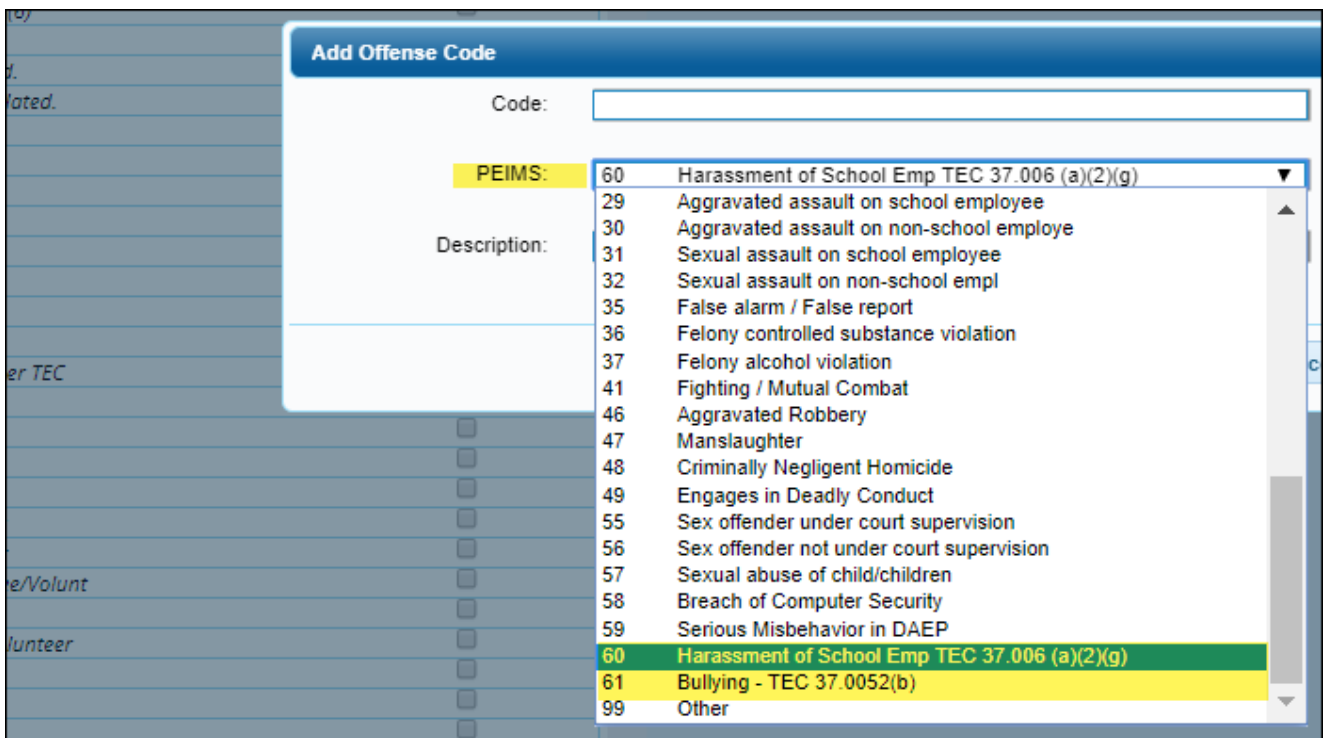 (6)
Add Offense Code
d.
lated.
Code:
PEIMS:
60 Harassment of School Emp TEC 37.006 (a)(2)(g)
29 Aggravated assault on school employee
30 Aggravated assault on non-school employe
Description:
31 Sexual assault on school employee
32 Sexual assault on non-school empl
35 False alarm / False report
36 Felony controlled substance violation
37 Felony alcohol violation
er TEC
41 Fighting / Mutual Combat
46 Aggravated Robbery
47 Manslaughter
48 Criminally Negligent Homicide
49 Engages in Deadly Conduct
55 Sex offender under court supervision
56 Sex offender not under court supervision
57 Sexual abuse of child/children
ee/Volunt
58 Breach of Computer Security
59 Serious Misbehavior in DAEP
lunteer
60 Harassment of School Emp TEC 37.006 (a)(2)(g)
61 Bullying - TEC 37.0052(b)
99 Other